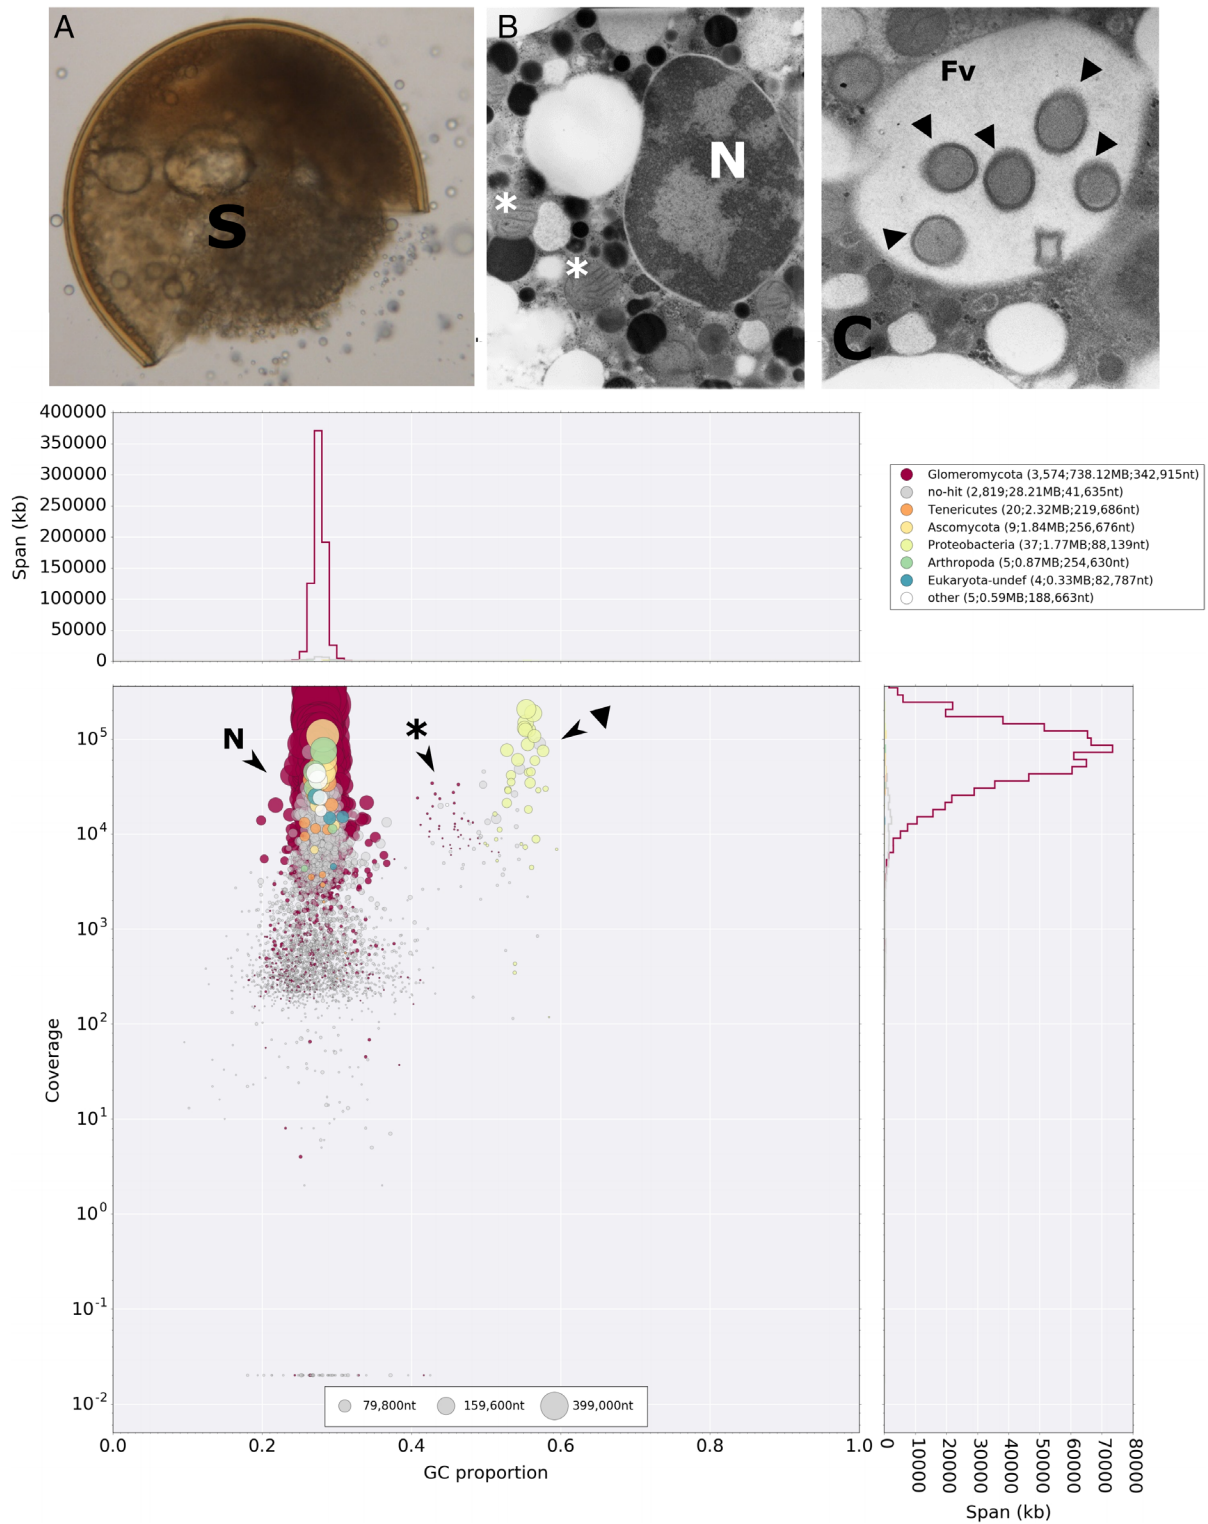 A
S
B
N
*
*
Fv
C
400000
350000
300000
250000
200000
150000
100000
50000
0
Span (kb)
Glomeromycota (3,574;738.12MB;342,915nt)
no-hit (2,819;28.21MB;41,635nt)
Tenericutes (20;2.32MB;219,686nt)
Ascomycota (9;1.84MB;256,676nt)
Proteobacteria (37;1.77MB;88,139nt)
Arthropoda (5;0.87MB;254,630nt)
Eukaryota-undef (4;0.33MB;82,787nt)
other (5;0.59MB;188,663nt)
N
*
10^5
10^4
10^3
10^2
10^1
10^0
10^-1
10^-2
Coverage
79,800nt 159,600nt 399,000nt
0.0 0.2 0.4 0.6 0.8 1.0
GC proportion
0 10000 20000 30000 40000 50000 60000 70000 80000
Span (kb)